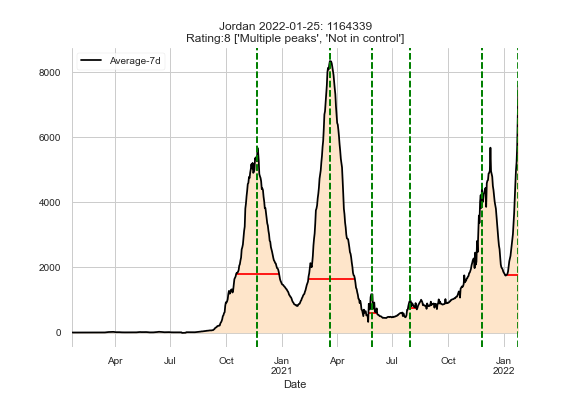 Jordan 2022-01-25: 1164339
Rating:8 ['Multiple peaks', 'Not in control']
Average-7d
8000
6000
4000
2000
0
Apr
Jul
Oct
Jan
2021
Apr
Jul
Oct
Jan
2022
Date